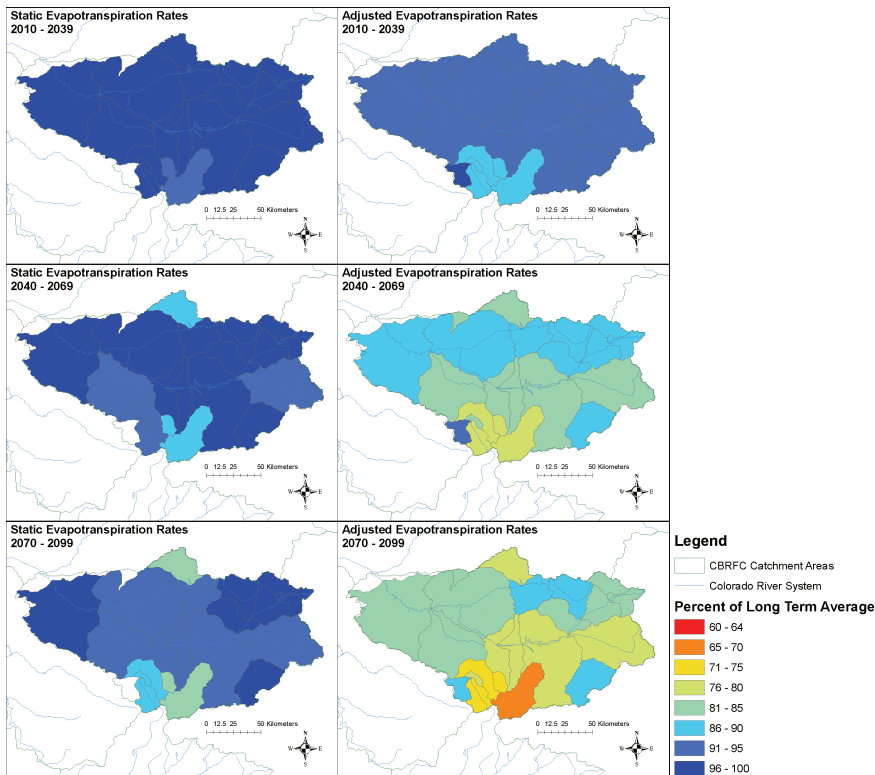 Static Evapotranspiration Rates
2010 - 2039
0 12.5 25 50 Kilometers
N
W E
S
Adjusted Evapotranspiration Rates
2010 - 2039
0 12.5 25 50 Kilometers
N
W E
S
Static Evapotranspiration Rates
2040 - 2069
0 12.5 25 50 Kilometers
N
W E
S
Adjusted Evapotranspiration Rates
2040 - 2069
0 12.5 25 50 Kilometers
N
W E
S
Static Evapotranspiration Rates
2070 - 2099
0 12.5 25 50 Kilometers
N
W E
S
Adjusted Evapotranspiration Rates
2070 - 2099
0 12.5 25 50 Kilometers
N
W E
S
Legend
CBRFC Catchment Areas
Colorado River System
Percent of Long Term Average
60 - 64
65 - 70
71 - 75
76 - 80
81 - 85
86 - 90
91 - 95
96 - 100